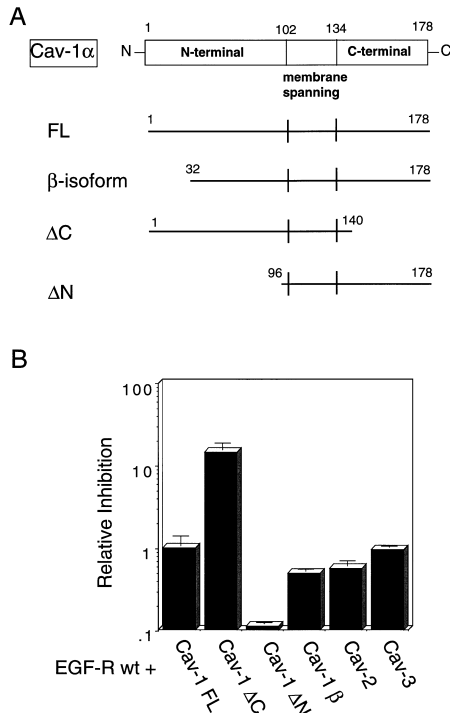 A
1 102 134 178
Cav-1α N N-terminal C-terminal C
membrane
spanning
1 178
FL
32 178
β-isoform
1 140
ΔC
96 178
ΔN
B
100
10
1
.1
Relative Inhibition
EGF-R wt +
Cav-1 FL
Cav-1 ΔC
Cav-1 ΔN
Cav-1 β
Cav-2
Cav-3